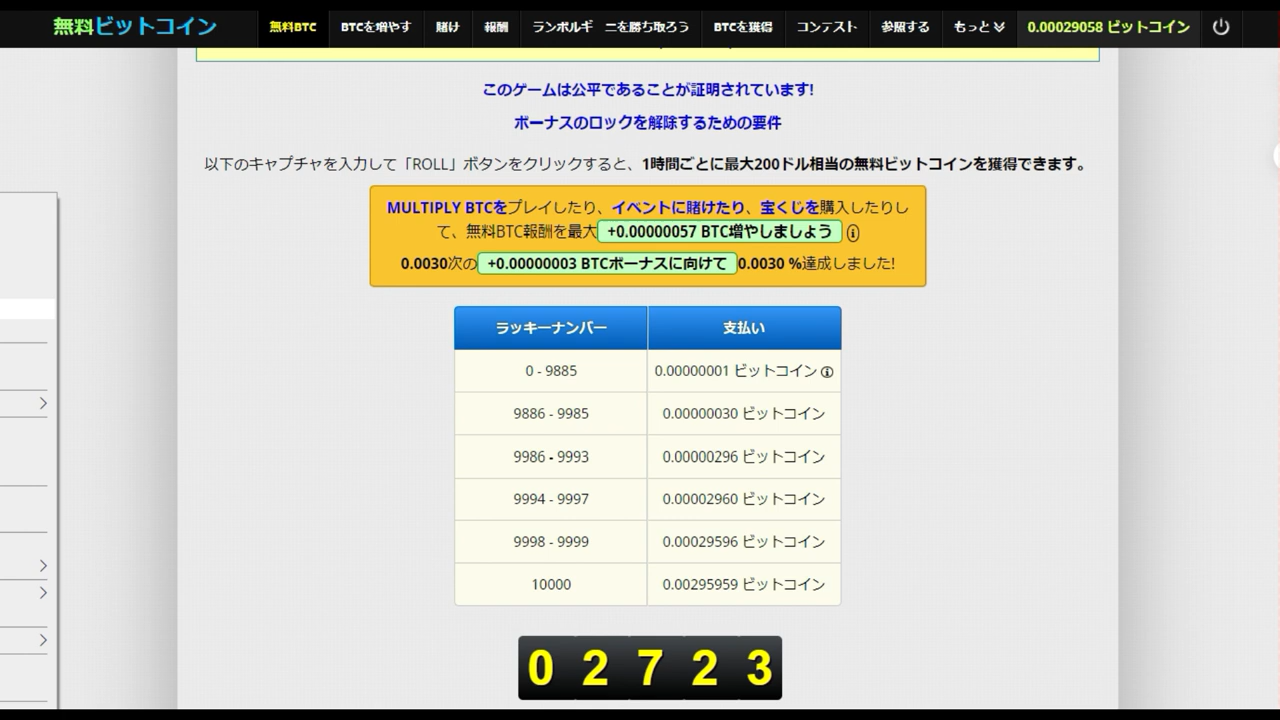 無料ビットコイン 無料BTC BTCを増やす 賭け 報酬 ランボルギーニを勝ち取ろう BTCを獲得 コンテスト 参照する もっと 0.00029058 ビットコイン
このゲームは公平であることが証明されています!
ボーナスのロックを解除するための要件
以下のキャプチャを入力して「ROLL」ボタンをクリックすると、1時間ごとに最大200ドル相当の無料ビットコインを獲得できます。
MULTIPLY BTCをプレイしたり、イベントに賭けたり、宝くじを購入したりし
て、無料BTC報酬を最大 +0.00000057 BTC増やしましょう
0.0030次の +0.00000003 BTCボーナスに向けて 0.0030 %達成しました!
ラッキーナンバー 支払い
0 - 9885 0.00000001 ビットコイン
9886 - 9985 0.00000030 ビットコイン
9986 - 9993 0.00000296 ビットコイン
9994 - 9997 0.00002960 ビットコイン
9998 - 9999 0.00029596 ビットコイン
10000 0.00295959 ビットコイン
0 2 7 2 3